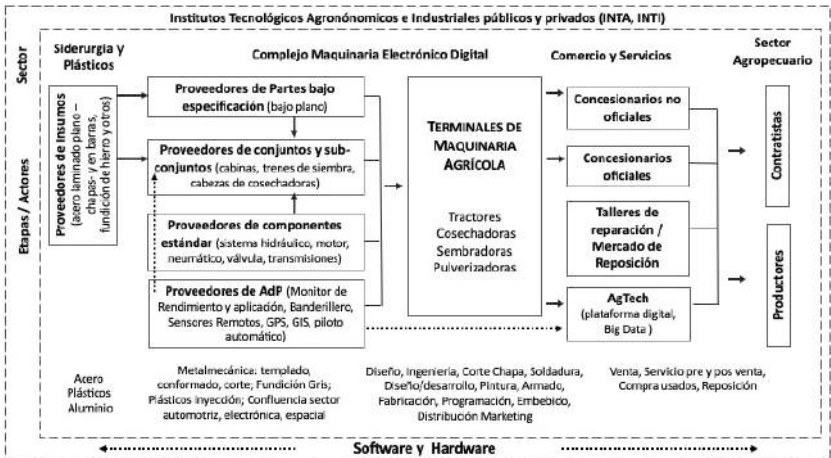 Institutos Tecnológicos Agronónomicos e Industriales públicos y privados (INTA, INTI)
Sector
Siderurgia y
Plásticos
Complejo Maquinaria Electrónico Digital
Comercio y Servicios
Sector
Agropecuario
Etapas / Actores
Proveedores de Insumos
(acero laminado plano –
chapas- y en barras,
fundición de hierro y otros)
Proveedores de Partes bajo
especificación (bajo plano)
Proveedores de conjuntos y sub-
conjuntos (cabinas, trenes de siembra,
cabezas de cosechadoras)
Proveedores de componentes
estándar (sistema hidráulico, motor,
neumático, válvula, transmisiones)
Proveedores de AdP (Monitor de
Rendimiento y aplicación, Banderillero,
Sensores Remotos, GPS, GIS, piloto
automático)
TERMINALES DE
MAQUINARIA
AGRÍCOLA
Tractores
Cosechadoras
Sembradoras
Pulverizadoras
Concesionarios no
oficiales
Concesionarios
oficiales
Talleres de
reparación /
Mercado de
Reposición
AgTech
(plataforma digital,
Big Data )
Contratistas
Productores
Acero
Plásticos
Aluminio
Metalmecánica: templado,
conformado, corte; Fundición Gris;
Plásticos Inyección; Confluencia sector
automotriz, electrónica, espacial
Diseño, Ingeniería, Corte Chapa, Soldadura,
Diseño/desarrollo, Pintura, Armado,
Fabricación, Programación, Embebido,
Distribución Marketing
Venta, Servicio pre y pos venta,
Compra usados, Reposición
Software y Hardware